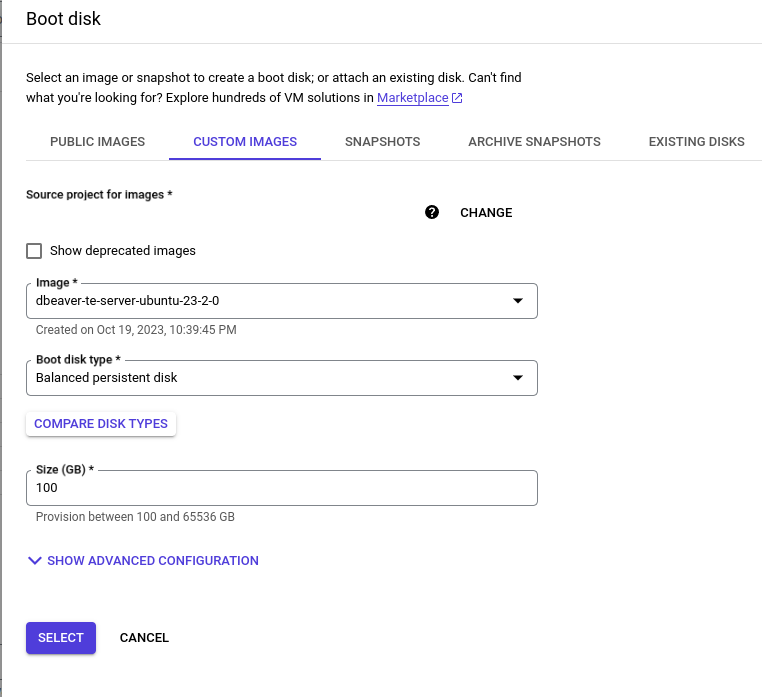 Boot disk
Select an image or snapshot to create a boot disk; or attach an existing disk. Can't find
what you're looking for? Explore hundreds of VM solutions in Marketplace
PUBLIC IMAGES CUSTOM IMAGES SNAPSHOTS ARCHIVE SNAPSHOTS EXISTING DISKS
Source project for images *
? CHANGE
Show deprecated images
Image *
dbeaver-te-server-ubuntu-23-2-0
Created on Oct 19, 2023, 10:39:45 PM
Boot disk type *
Balanced persistent disk
COMPARE DISK TYPES
Size (GB) *
100
Provision between 100 and 65536 GB
SHOW ADVANCED CONFIGURATION
SELECT CANCEL